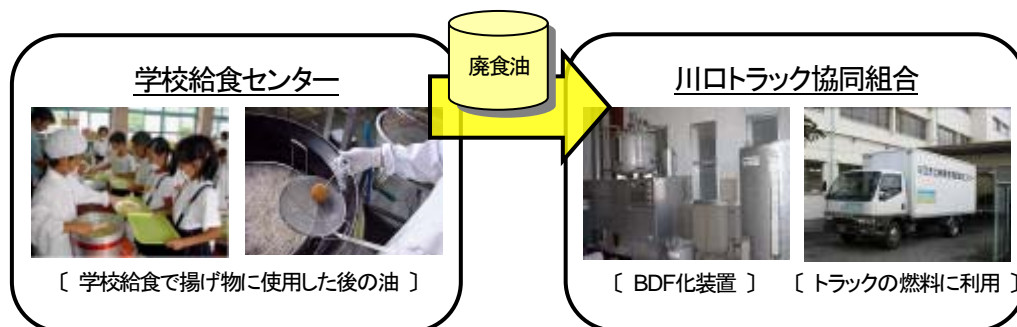 廃食油
学校給食センター
川口トラック協同組合
〔 学校給食で揚げ物に使用した後の油 〕
〔 BDF化装置 〕
〔 トラックの燃料に利用 〕